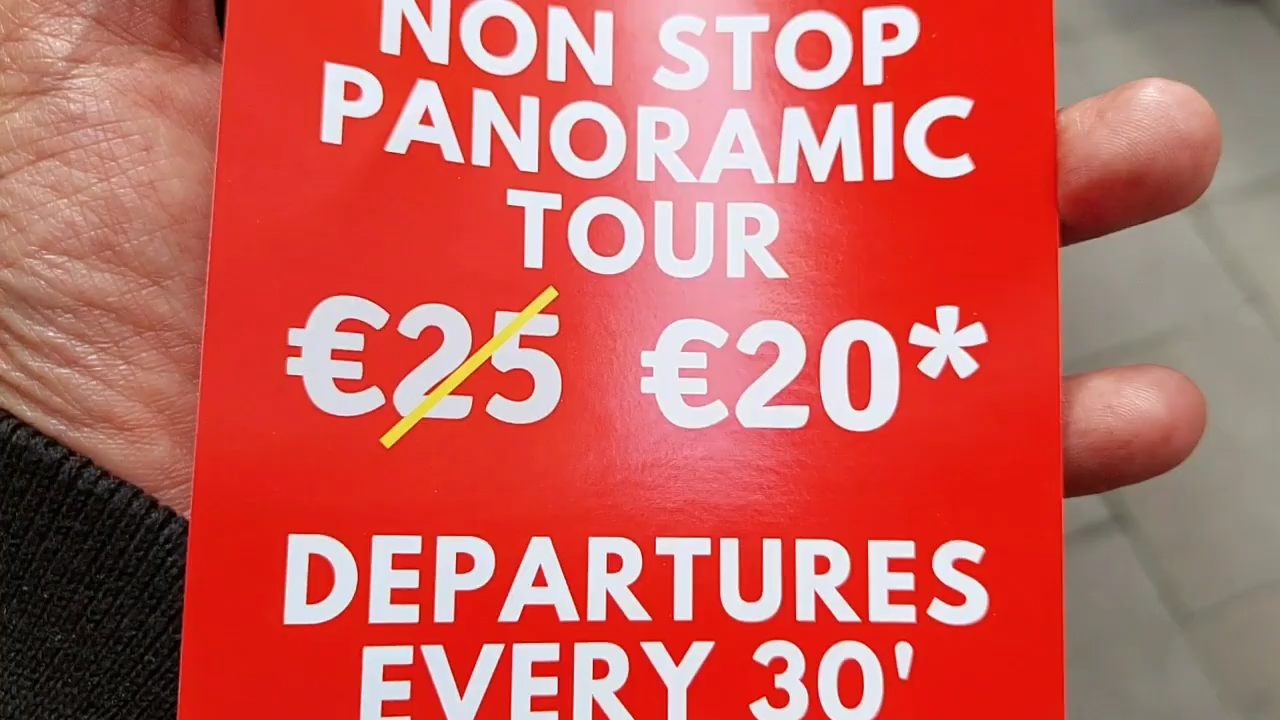 NON STOP
PANORAMIC
TOUR
€25 €20*
DEPARTURES
EVERY 30'